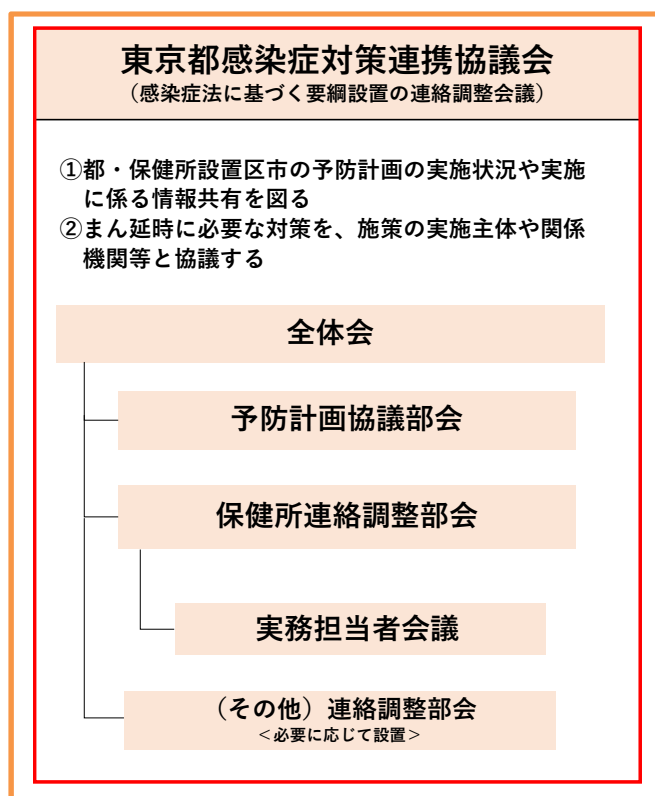 東京都感染症対策連携協議会
（感染症法に基づく要綱設置の連絡調整会議）
①都・保健所設置区市の予防計画の実施状況や実施
に係る情報共有を図る
②まん延時に必要な対策を、施策の実施主体や関係
機関等と協議する
全体会
予防計画協議部会
保健所連絡調整部会
実務担当者会議
（その他）連絡調整部会
＜必要に応じて設置＞